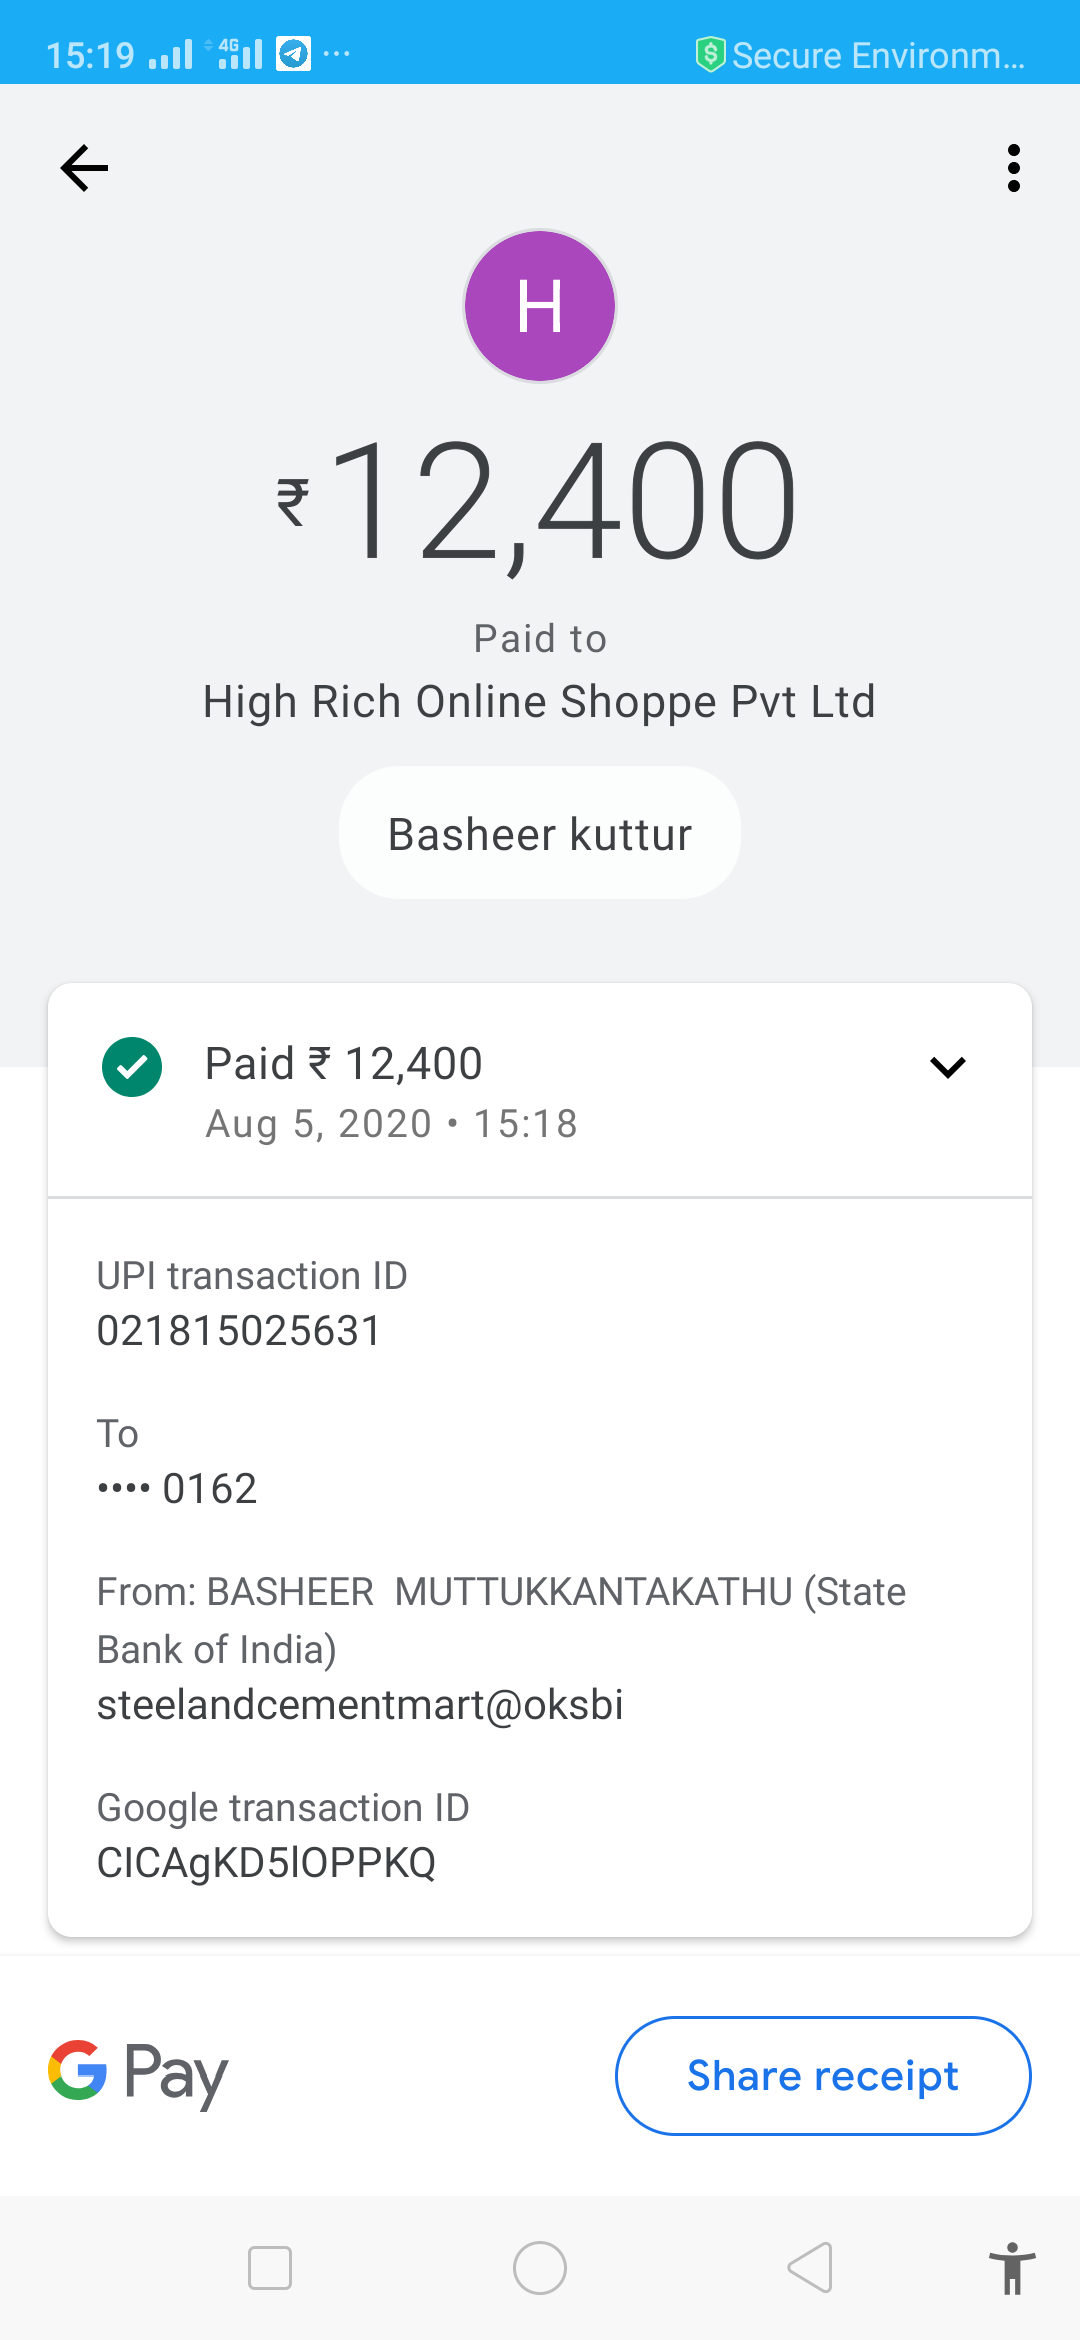 15:19 4G ... Secure Environm...
H
₹12,400
Paid to
High Rich Online Shoppe Pvt Ltd
Basheer kuttur
Paid ₹ 12,400
Aug 5, 2020 • 15:18
UPI transaction ID
021815025631
To
•••• 0162
From: BASHEER MUTTUKKANTAKATHU (State
Bank of India)
steelandcementmart@oksbi
Google transaction ID
CICAgKD5lOPPKQ
G Pay
Share receipt